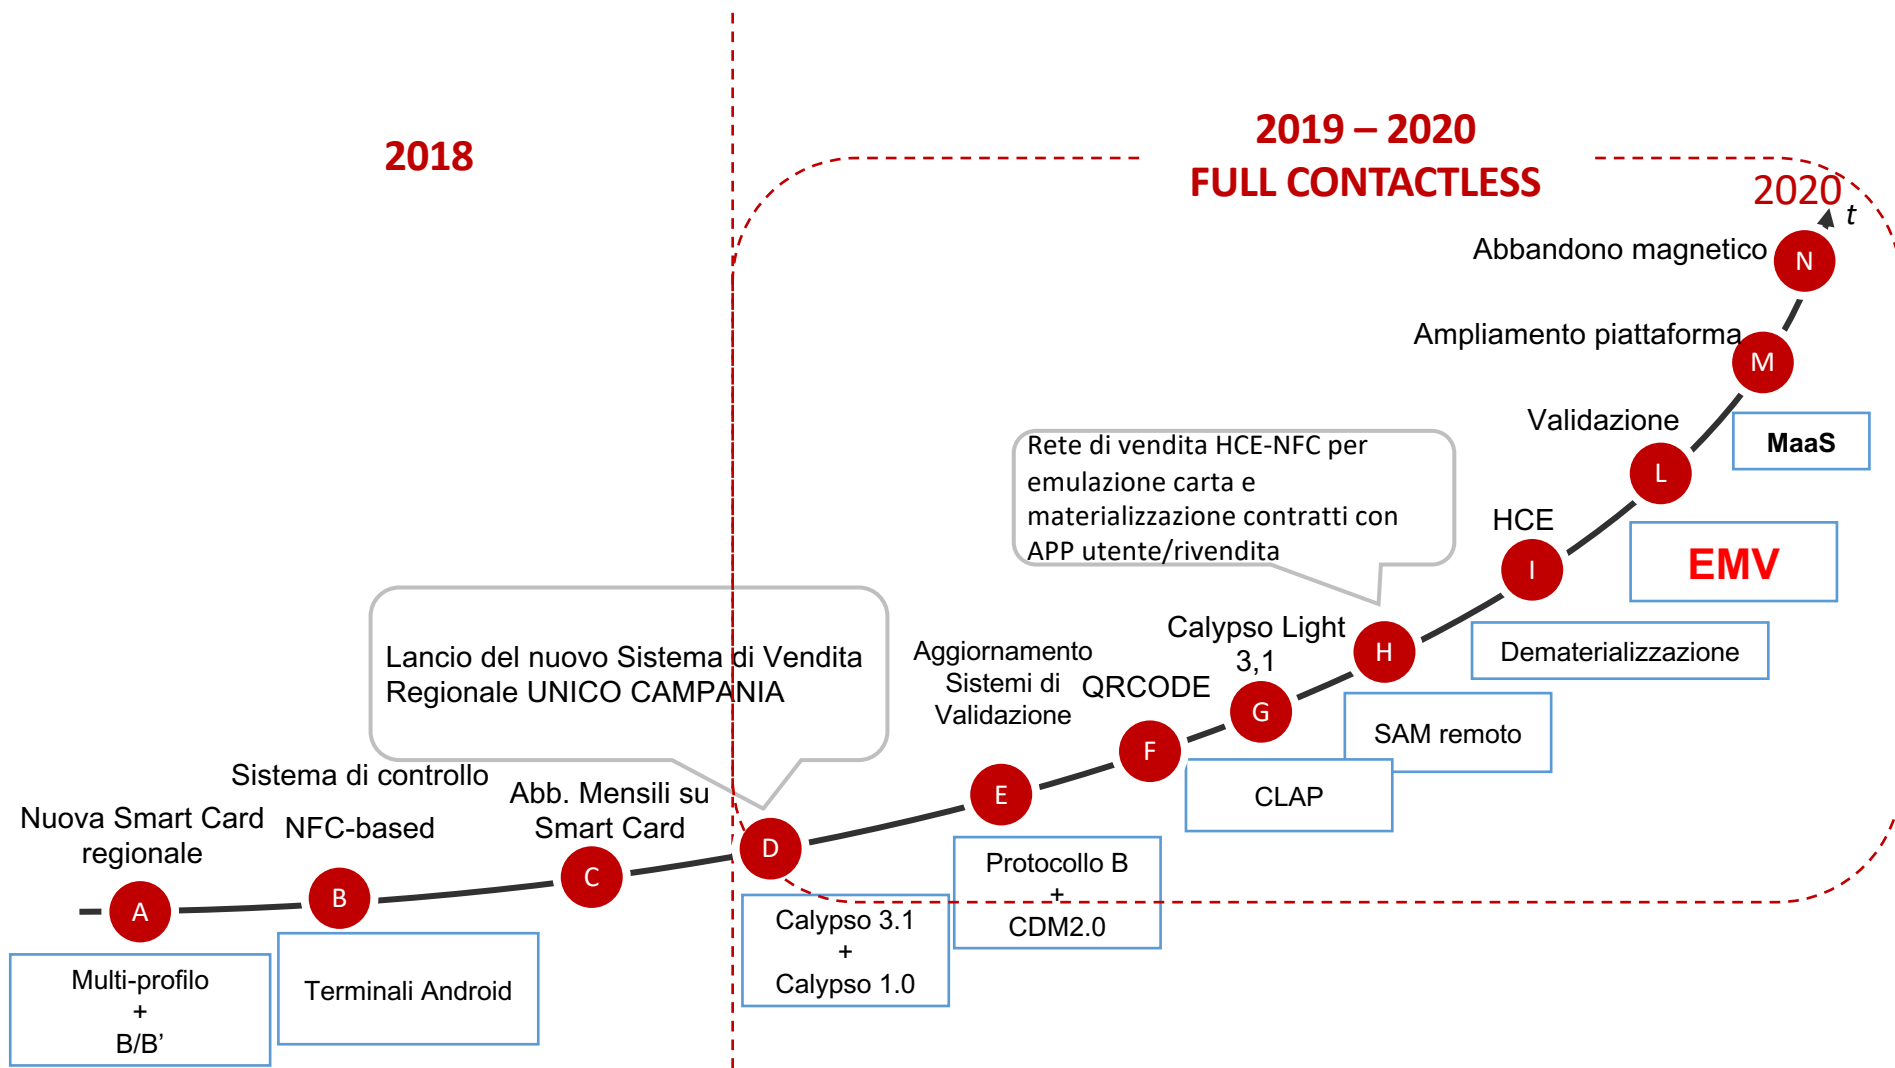 2018
2019 – 2020
FULL CONTACTLESS
2020
t
Abbandono magnetico
N
Ampliamento piattaforma
M
MaaS
Validazione
L
EMV
Rete di vendita HCE-NFC per
emulazione carta e
materializzazione contratti con
APP utente/rivendita
HCE
I
Dematerializzazione
H
SAM remoto
Calypso Light
3,1
G
CLAP
QRCODE
F
Aggiornamento
Sistemi di
Validazione
E
Protocollo B
+
CDM2.0
Lancio del nuovo Sistema di Vendita
Regionale UNICO CAMPANIA
D
Calypso 3.1
+
Calypso 1.0
Abb. Mensili su
Smart Card
C
Sistema di controllo
NFC-based
B
Terminali Android
Nuova Smart Card
regionale
A
Multi-profilo
+
B/B’